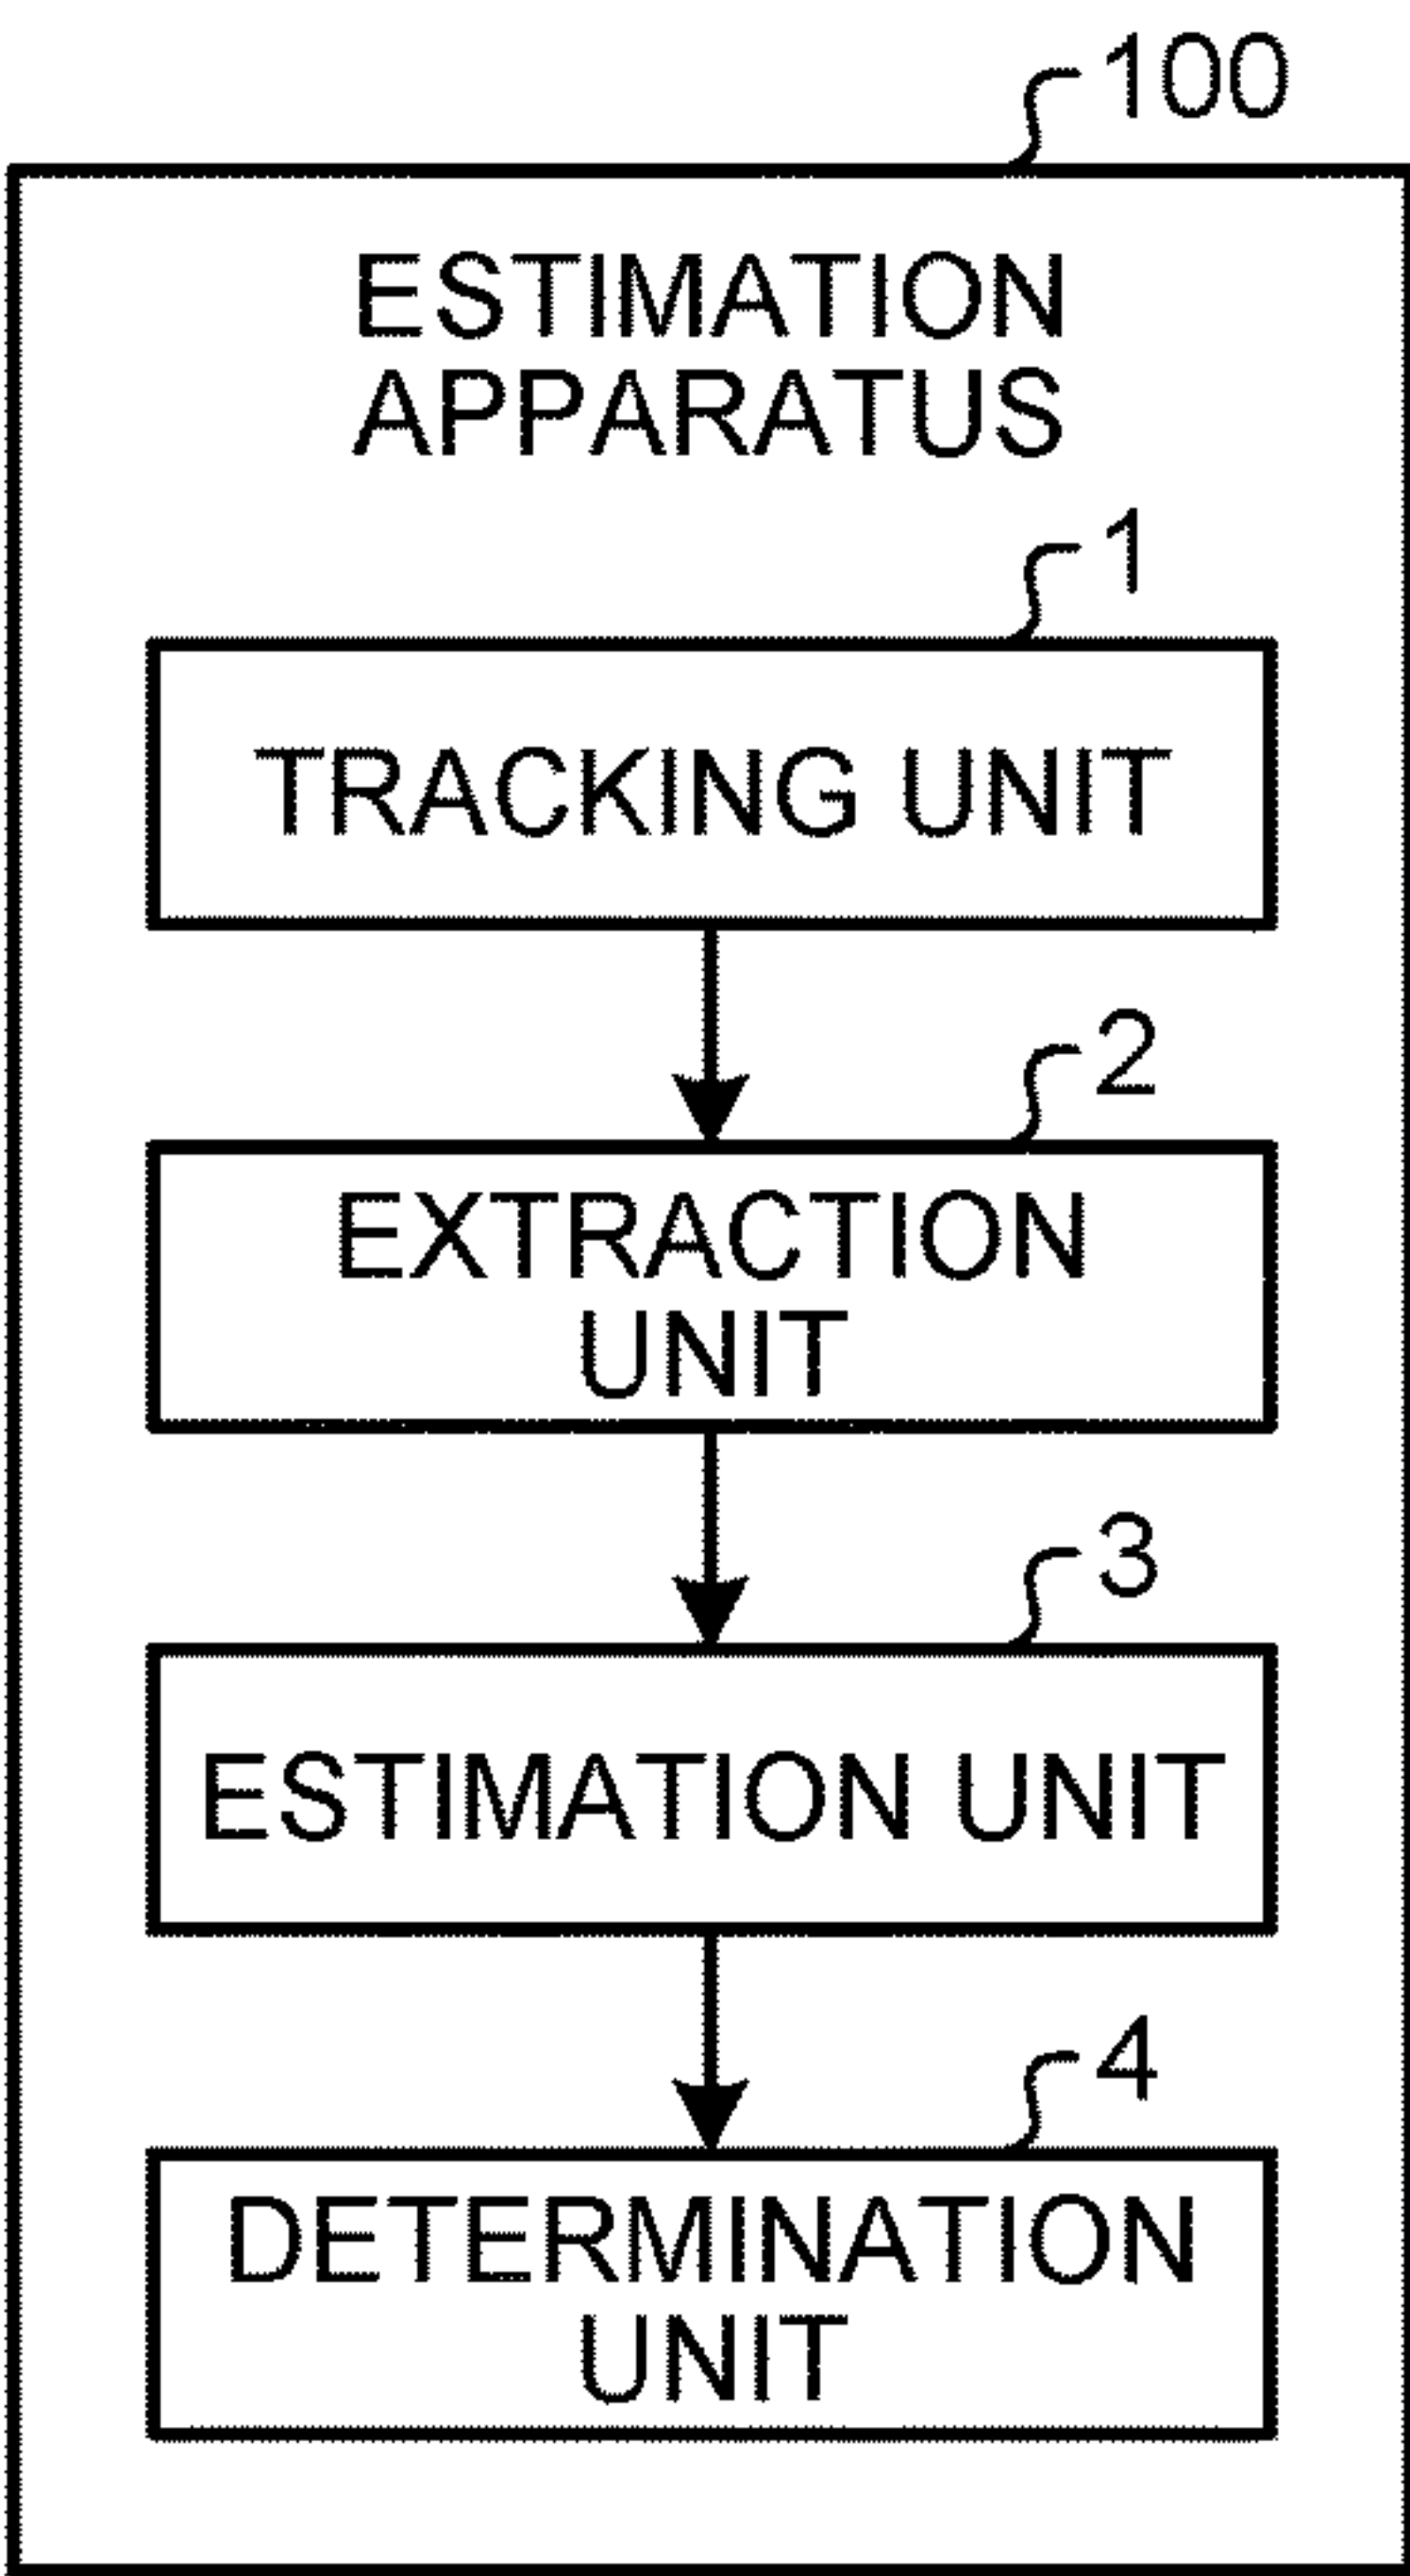 100
ESTIMATION
APPARATUS
1
TRACKING UNIT
2
EXTRACTION
UNIT
3
ESTIMATION UNIT
4
DETERMINATION
UNIT